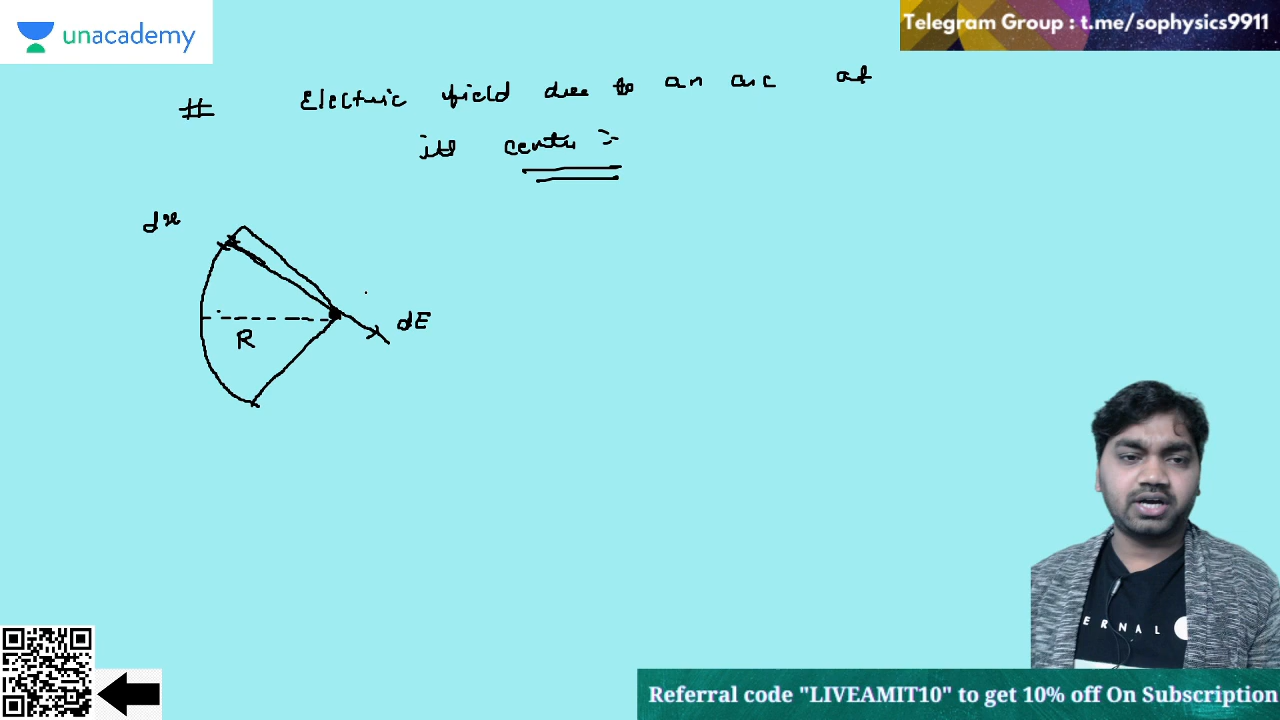 unacademy
Telegram Group : t.me/sophysics9911
# Electric field due to an arc at
its centre :-
dx
dE
R
ERNAL
Referral code "LIVEAMIT10" to get 10% off On Subscription